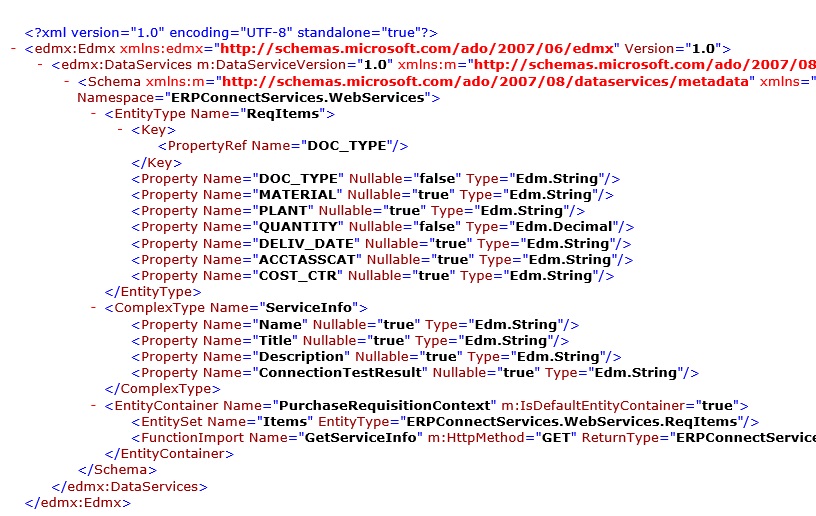 <?xml version="1.0" encoding="UTF-8" standalone="true"?>
- <edmx:Edmx xmlns:edmx="http://schemas.microsoft.com/ado/2007/06/edmx" Version="1.0">
- <edmx:DataServices m:DataServiceVersion="1.0" xmlns:m="http://schemas.microsoft.com/ado/2007/08
- <Schema xmlns:m="http://schemas.microsoft.com/ado/2007/08/dataservices/metadata" xmlns="
Namespace="ERPConnectServices.WebServices">
- <EntityType Name="ReqItems">
- <Key>
<PropertyRef Name="DOC_TYPE"/>
</Key>
<Property Name="DOC_TYPE" Nullable="false" Type="Edm.String"/>
<Property Name="MATERIAL" Nullable="true" Type="Edm.String"/>
<Property Name="PLANT" Nullable="true" Type="Edm.String"/>
<Property Name="QUANTITY" Nullable="false" Type="Edm.Decimal"/>
<Property Name="DELIV_DATE" Nullable="true" Type="Edm.String"/>
<Property Name="ACCTASSCAT" Nullable="true" Type="Edm.String"/>
<Property Name="COST_CTR" Nullable="true" Type="Edm.String"/>
</EntityType>
- <ComplexType Name="ServiceInfo">
<Property Name="Name" Nullable="true" Type="Edm.String"/>
<Property Name="Title" Nullable="true" Type="Edm.String"/>
<Property Name="Description" Nullable="true" Type="Edm.String"/>
<Property Name="ConnectionTestResult" Nullable="true" Type="Edm.String"/>
</ComplexType>
- <EntityContainer Name="PurchaseRequisitionContext" m:IsDefaultEntityContainer="true">
<EntitySet Name="Items" EntityType="ERPConnectServices.WebServices.ReqItems"/>
<FunctionImport Name="GetServiceInfo" m:HttpMethod="GET" ReturnType="ERPConnectService
</EntityContainer>
</Schema>
</edmx:DataServices>
</edmx:Edmx>